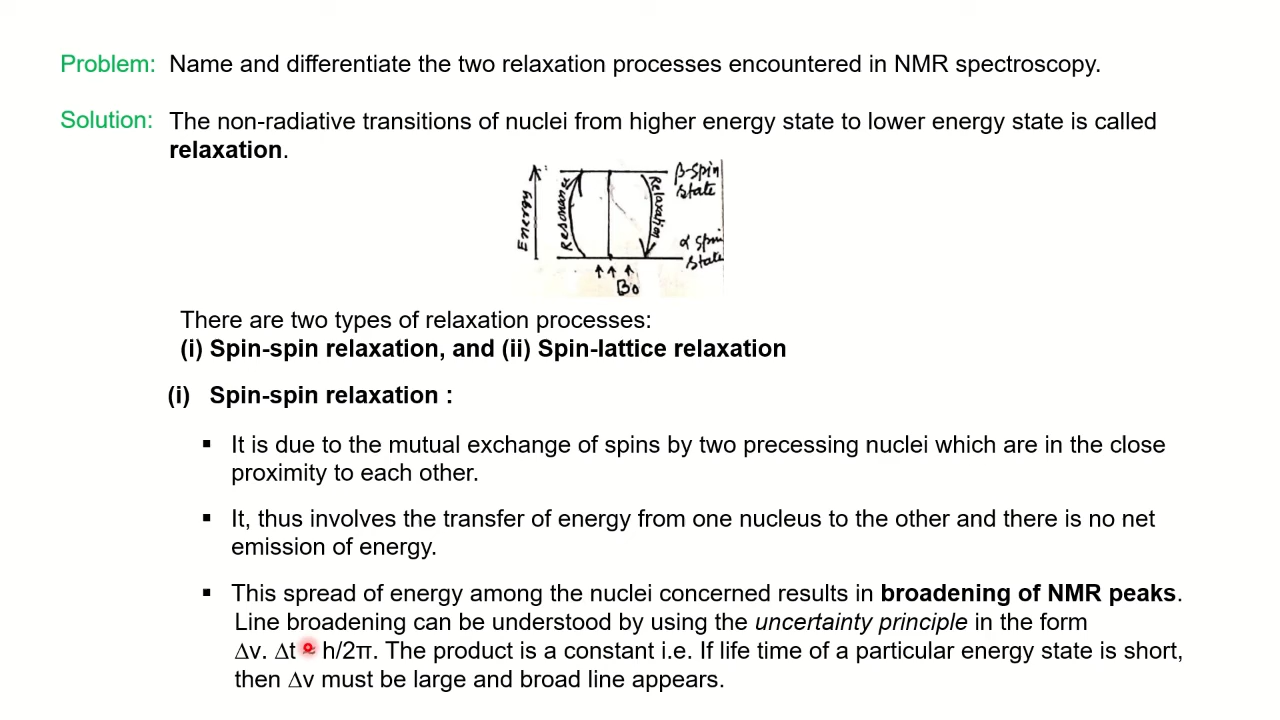 Problem: Name and differentiate the two relaxation processes encountered in NMR spectroscopy.
Solution: The non-radiative transitions of nuclei from higher energy state to lower energy state is called
relaxation.
Energy
Resonance
Relaxation
β-spin
state
α spin
state
B₀
There are two types of relaxation processes:
(i) Spin-spin relaxation, and (ii) Spin-lattice relaxation
(i) Spin-spin relaxation :
▪ It is due to the mutual exchange of spins by two precessing nuclei which are in the close
proximity to each other.
▪ It, thus involves the transfer of energy from one nucleus to the other and there is no net
emission of energy.
▪ This spread of energy among the nuclei concerned results in broadening of NMR peaks.
Line broadening can be understood by using the uncertainty principle in the form
∆ν. ∆t h/2π. The product is a constant i.e. If life time of a particular energy state is short,
then ∆ν must be large and broad line appears.